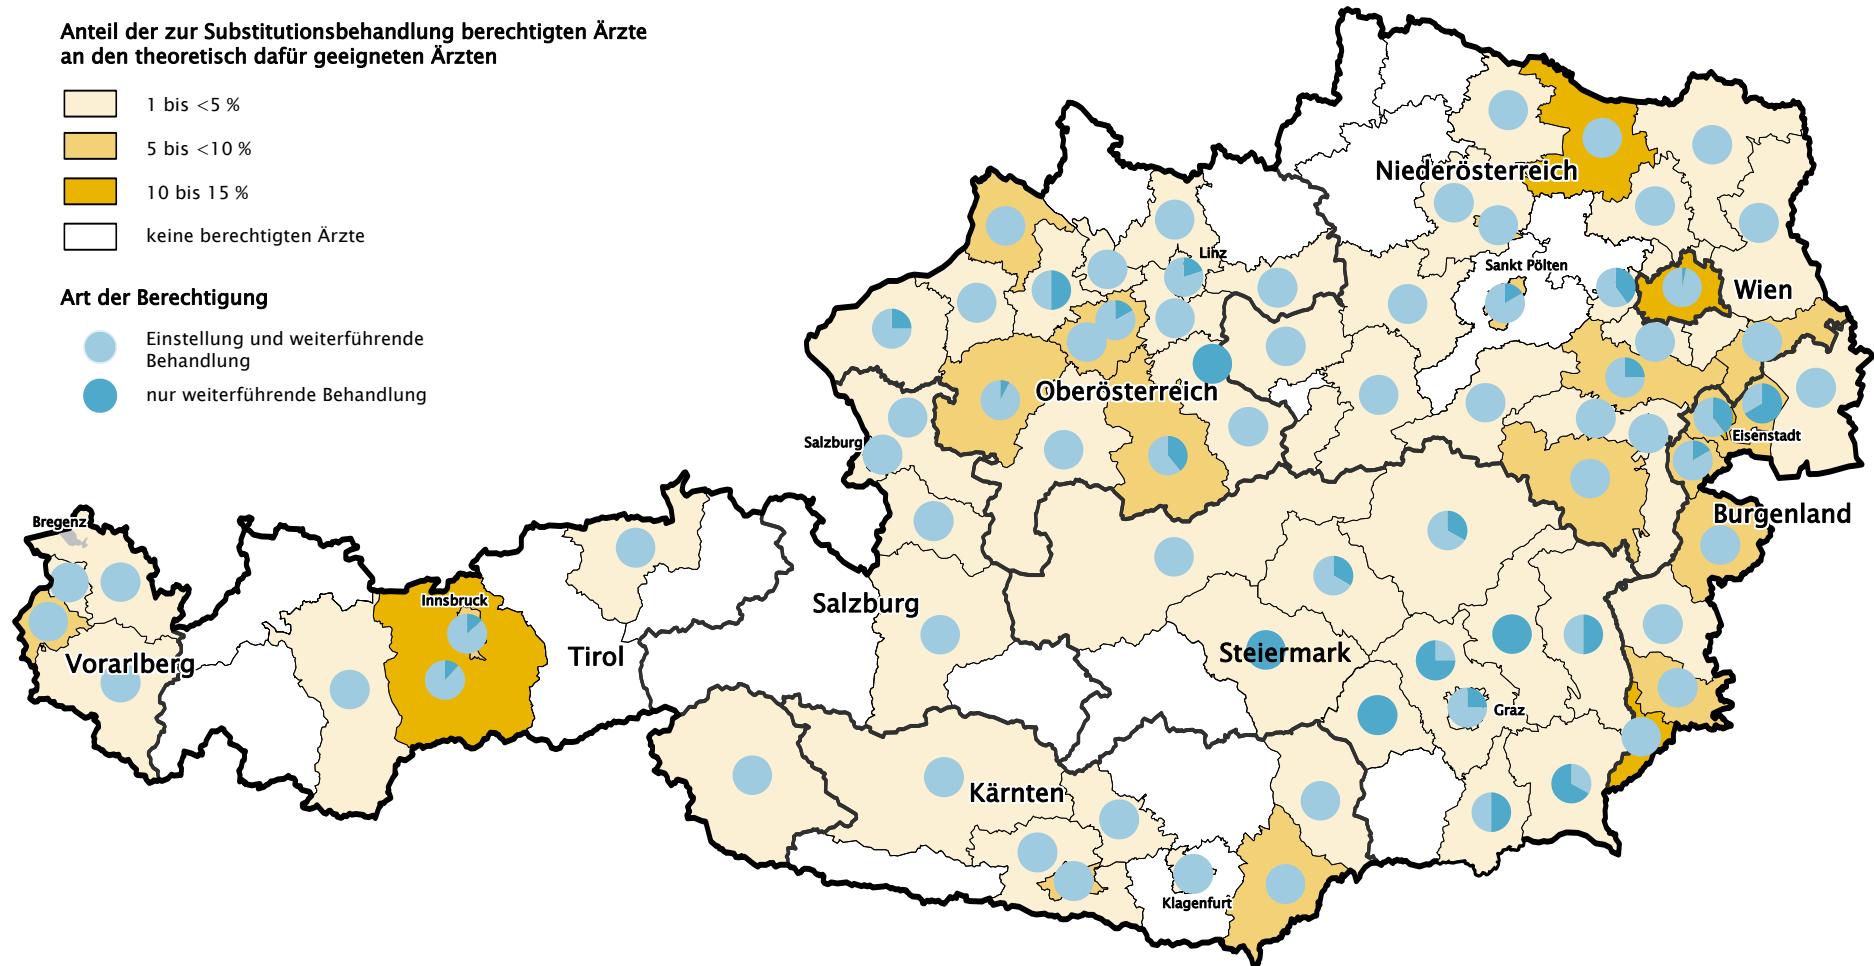 Anteil der zur Substitutionsbehandlung berechtigten Ärzte
an den theoretisch dafür geeigneten Ärzten
1 bis <5 %
5 bis <10 %
10 bis 15 %
keine berechtigten Ärzte
Art der Berechtigung
Einstellung und weiterführende
Behandlung
nur weiterführende Behandlung
Niederösterreich
Linz
Sankt Pölten
Wien
Oberösterreich
Salzburg
Eisenstadt
Burgenland
Bregenz
Innsbruck
Salzburg
Tirol
Vorarlberg
Steiermark
Graz
Kärnten
Klagenfurt